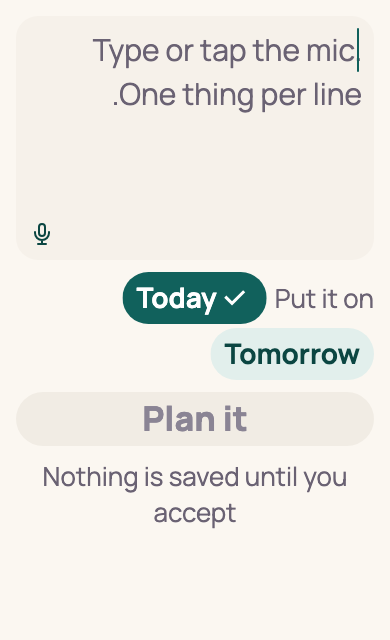 Type or tap the mic.
One thing per line.
Put it on
Today
Tomorrow
Plan it
Nothing is saved until you
accept